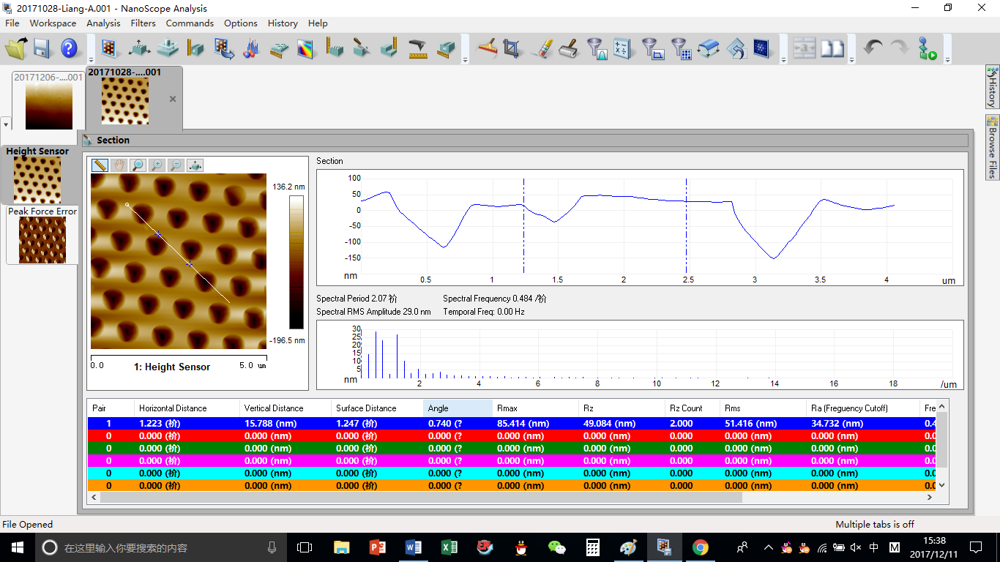 20171028-Liang-A.001 - NanoScope Analysis
File Workspace Analysis Filters Commands Options History Help
20171206-....001
20171028-....001
History
Browse Files
Section
Height Sensor
Peak Force Error
136.2 nm
-196.5 nm
0.0 1: Height Sensor 5.0 um
Section
100
50
0
-50
-100
-150
nm
0.5 1 1.5 2 2.5 3 3.5 4 um
Spectral Period 2.07 祄 Spectral Frequency 0.484 /祄
Spectral RMS Amplitude 29.0 nm Temporal Freq: 0.00 Hz
30
25
20
15
10
5
nm
2 4 6 8 10 12 14 16 18 /um
Pair Horizontal Distance Vertical Distance Surface Distance Angle Rmax Rz Rz Count Rms Ra (Frequency Cutoff) Fre
1 1.223 (祄) 15.788 (nm) 1.247 (祄) 0.740 (? 85.414 (nm) 49.084 (nm) 2.000 51.416 (nm) 34.732 (nm) 0.4
0 0.000 (祄) 0.000 (nm) 0.000 (祄) 0.000 (? 0.000 (nm) 0.000 (nm) 0.000 0.000 (nm) 0.000 (nm) 0.0
0 0.000 (祄) 0.000 (nm) 0.000 (祄) 0.000 (? 0.000 (nm) 0.000 (nm) 0.000 0.000 (nm) 0.000 (nm) 0.0
0 0.000 (祄) 0.000 (nm) 0.000 (祄) 0.000 (? 0.000 (nm) 0.000 (nm) 0.000 0.000 (nm) 0.000 (nm) 0.0
0 0.000 (祄) 0.000 (nm) 0.000 (祄) 0.000 (? 0.000 (nm) 0.000 (nm) 0.000 0.000 (nm) 0.000 (nm) 0.0
0 0.000 (祄) 0.000 (nm) 0.000 (祄) 0.000 (? 0.000 (nm) 0.000 (nm) 0.000 0.000 (nm) 0.000 (nm) 0.0
File Opened
Multiple tabs is off
在这里输入你要搜索的内容
中
M
15:38
2017/12/11